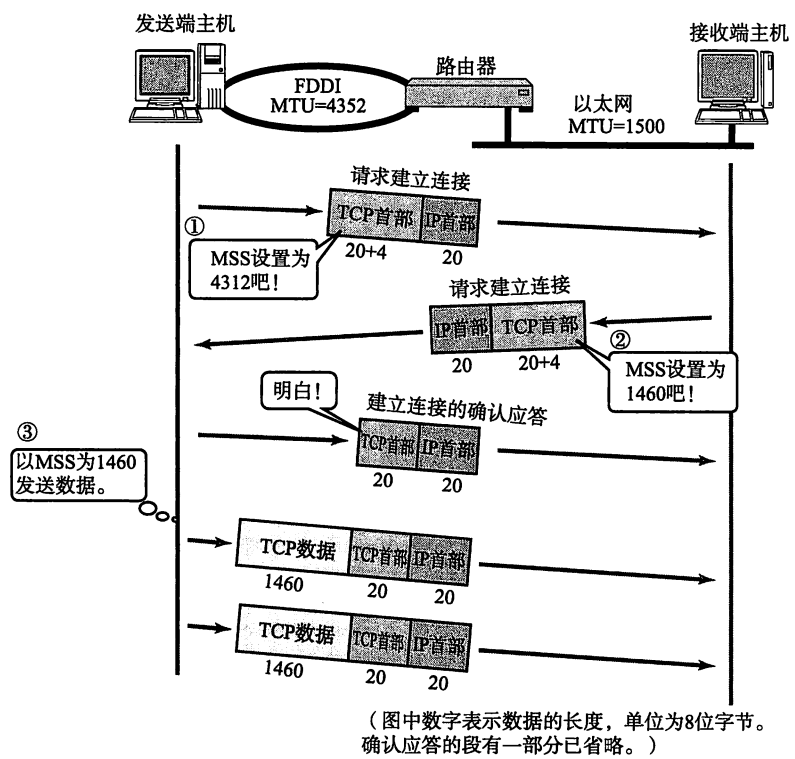 发送端主机
接收端主机
FDDI
MTU=4352
路由器
以太网
MTU=1500
请求建立连接
TCP首部 IP首部
20+4 20
①
MSS设置为
4312吧！
请求建立连接
IP首部 TCP首部
20 20+4
②
MSS设置为
1460吧！
明白！
建立连接的确认应答
TCP首部 IP首部
20 20
③
以MSS为1460
发送数据。
TCP数据 TCP首部 IP首部
1460 20 20
TCP数据 TCP首部 IP首部
1460 20 20
（图中数字表示数据的长度，单位为8位字节。
确认应答的段有一部分已省略。）